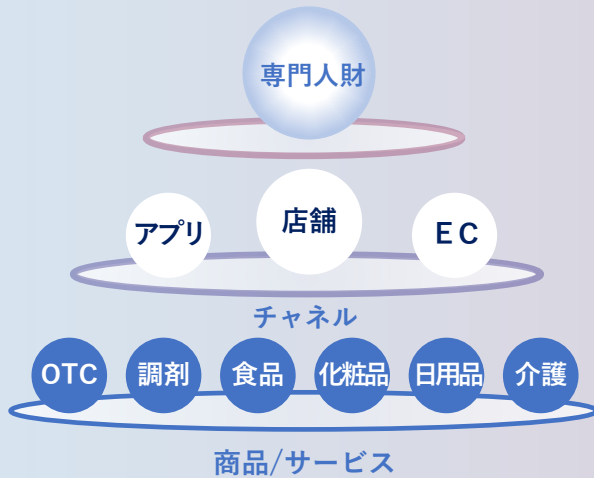 専門人財
アプリ
店舗
EC
チャネル
OTC
調剤
食品
化粧品
日用品
介護
商品/サービス